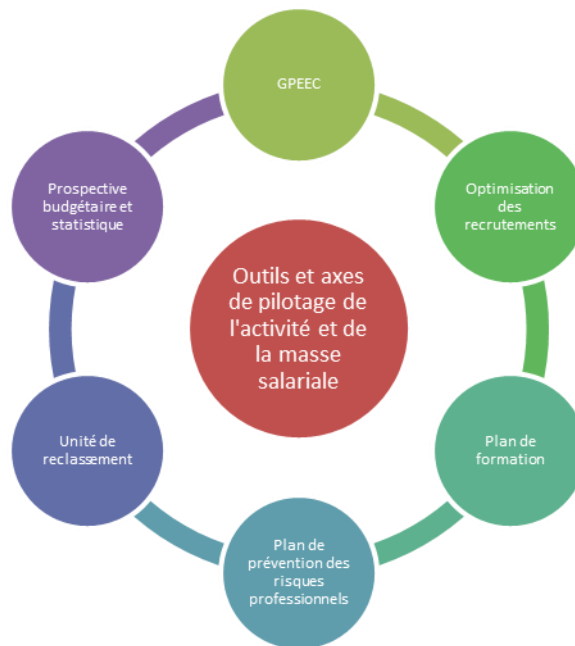 GPEEC
Optimisation
des
recrutements
Plan de
formation
Plan de
prévention des
risques
professionnels
Unité de
reclassement
Prospective
budgétaire et
statistique
Outils et axes
de pilotage de
l'activité et de
la masse
salariale